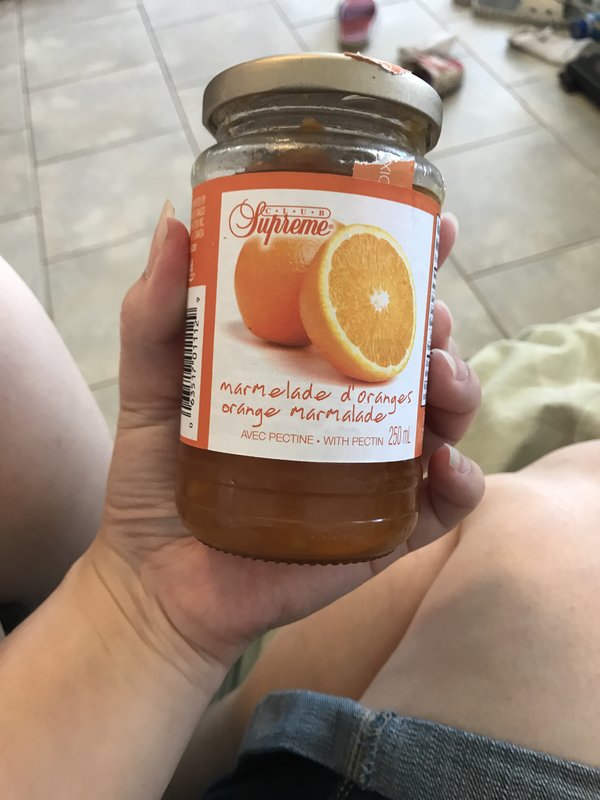 CLUB
Supreme
marmelade d'oranges
orange marmalade
AVEC PECTINE • WITH PECTIN 250 mL